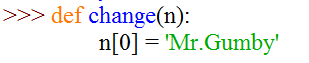 >>> def change(n):
n[0] = 'Mr.Gumby'